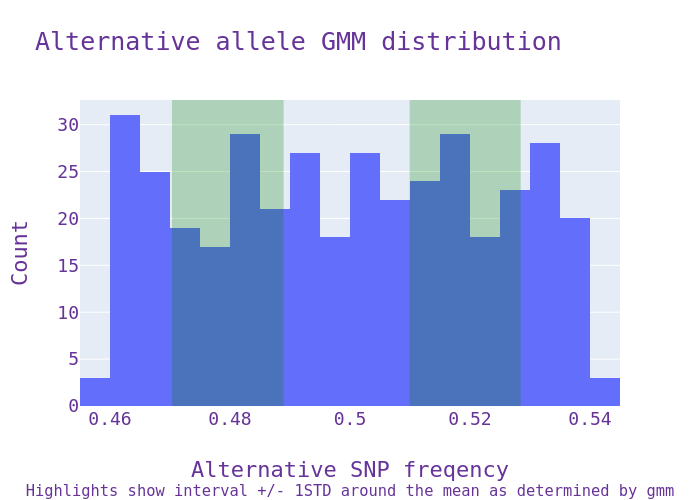 Alternative allele GMM distribution
30
25
20
15
10
5
0
Count
0.46 0.48 0.5 0.52 0.54
Alternative SNP freqency
Highlights show interval +/- 1STD around the mean as determined by gmm